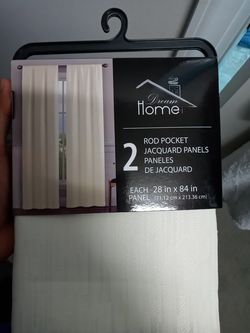 Dream
Home
2
ROD POCKET
JACQUARD PANELS
PANELES
DE JACQUARD
EACH 28 in x 84 in
PANEL (71.12 cm x 213.36 cm)